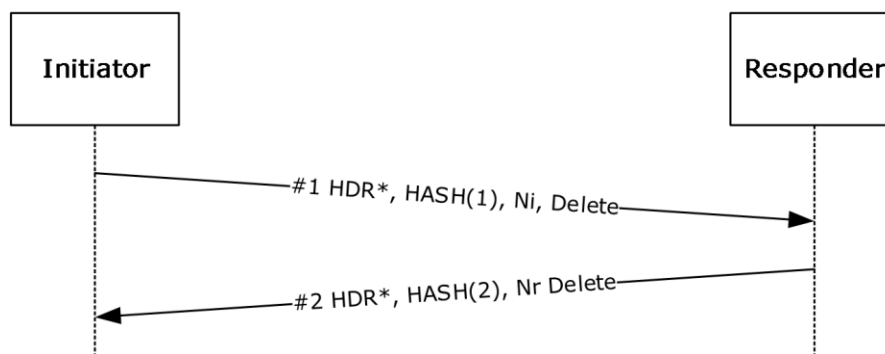 Initiator
Responder
#1 HDR*, HASH(1), Ni, Delete
#2 HDR*, HASH(2), Nr Delete